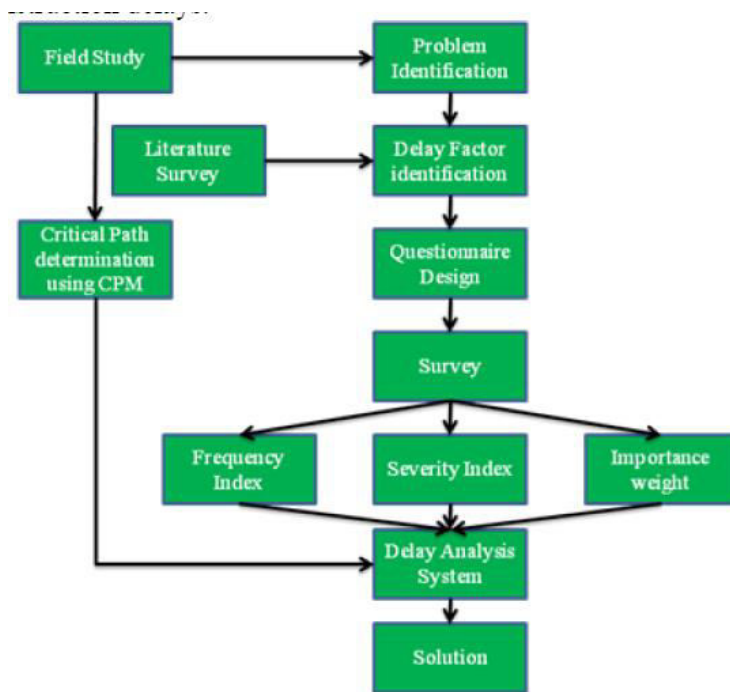 Field Study
Problem
Identification
Literature
Survey
Delay Factor
identification
Critical Path
determination
using CPM
Questionnaire
Design
Survey
Frequency
Index
Severity Index
Importance
weight
Delay Analysis
System
Solution